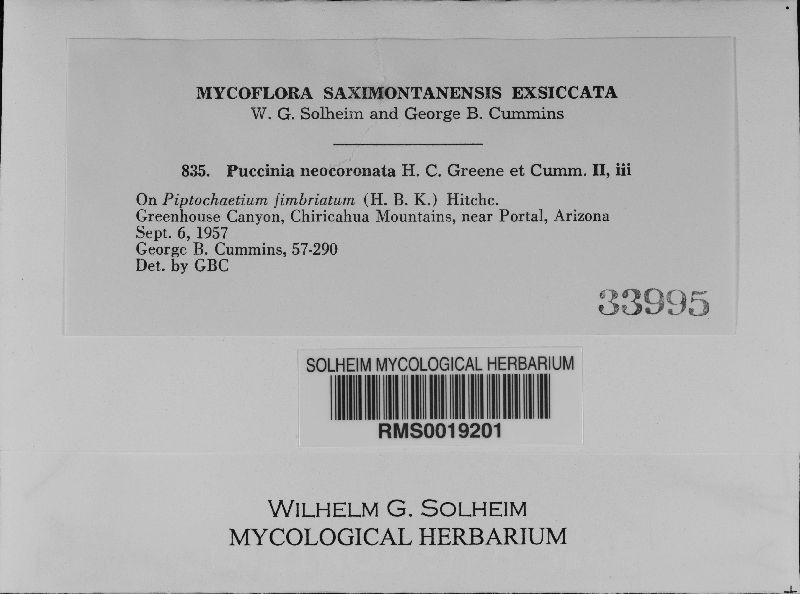 MYCOFLORA SAXIMONTANENSIS EXSICCATA
W. G. Solheim and George B. Cummins
835. Puccinia neocoronata H. C. Greene et Cumm. II, iii
On Piptochaetium fimbriatum (H. B. K.) Hitchc.
Greenhouse Canyon, Chiricahua Mountains, near Portal, Arizona
Sept. 6, 1957
George B. Cummins, 57-290
Det. by GBC
33995
SOLHEIM MYCOLOGICAL HERBARIUM
RMS0019201
WILHELM G. SOLHEIM
MYCOLOGICAL HERBARIUM